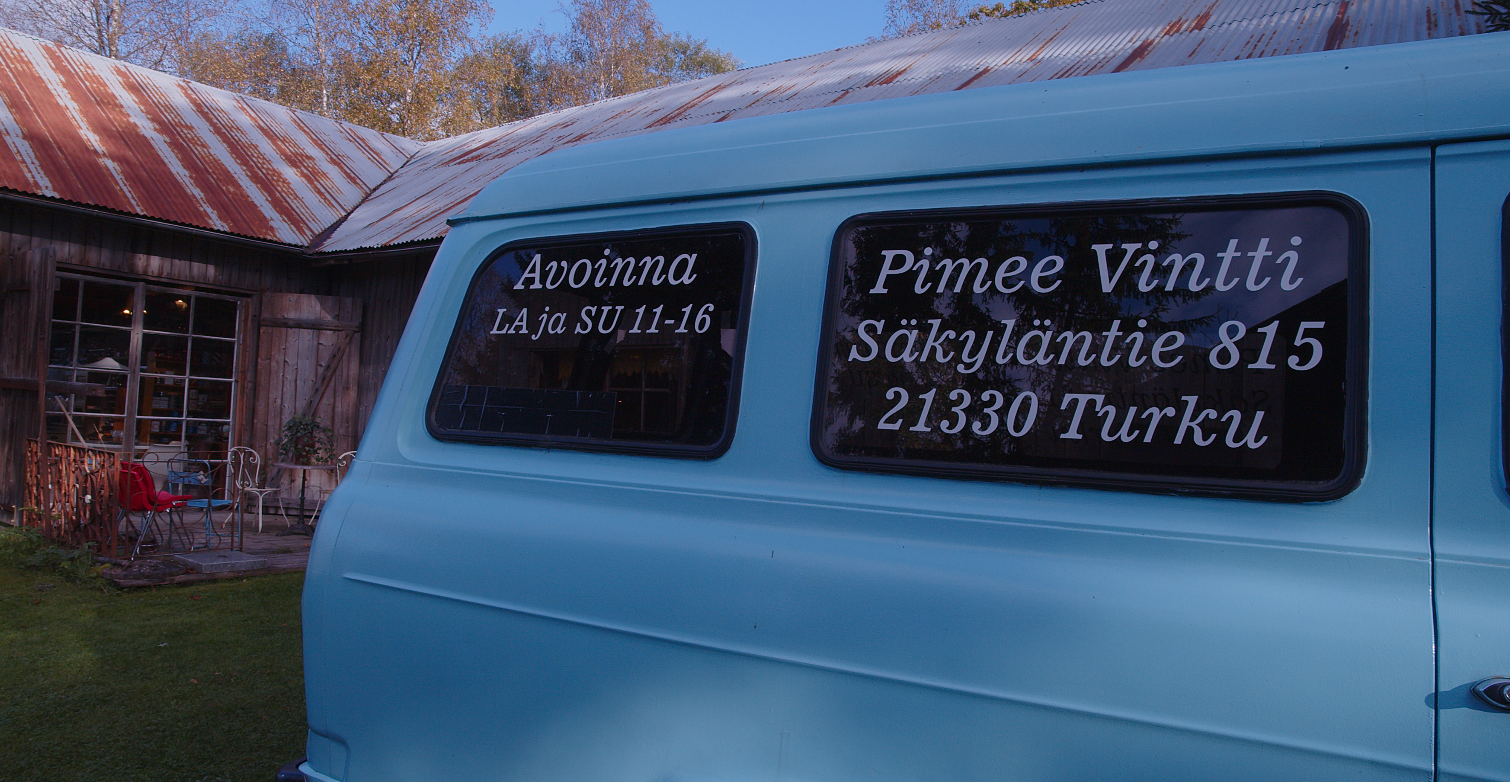 Avoinna
LA ja SU 11-16
Pimee Vintti
Säkyläntie 815
21330 Turku